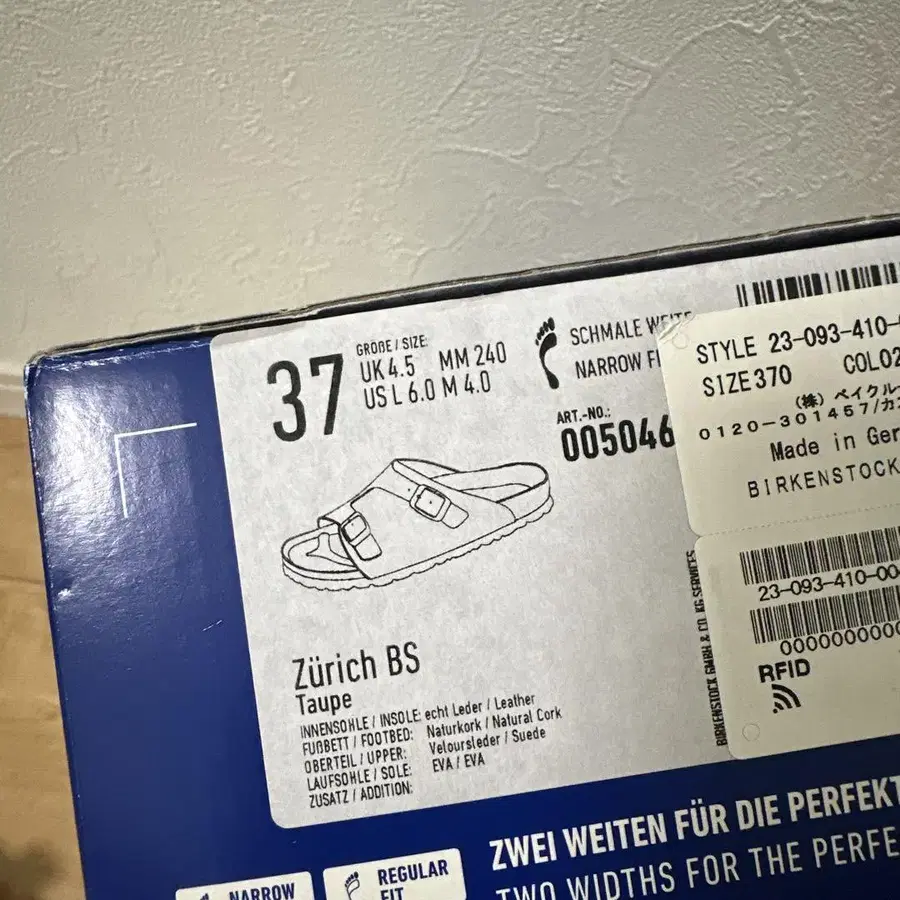 37
GRÖßE / SIZE:
UK 4.5 MM 240
US L 6.0 M 4.0
SCHMALE WEITE
NARROW
ART.-NO.:
005046
STYLE 23-093-410-
SIZE 370 COL02
(株) ベイクル
0120-301457/カ
Made in Ger
BIRKENSTOCK
23-093-410-00
0000000000
RFID
BIRKENSTOCK GMBH & CO. KG SERVICES
Zürich BS
Taupe
INNENSOHLE / INSOLE: echt Leder / Leather
FUßBETT / FOOTBED: Naturkork / Natural Cork
OBERTEIL / UPPER: Veloursleder / Suede
LAUFSOHLE / SOLE: EVA / EVA
ZUSATZ / ADDITION:
ZWEI WEITEN FÜR DIE PERFEKT
TWO WIDTHS FOR THE PERFE
NARROW
REGULAR
FIT